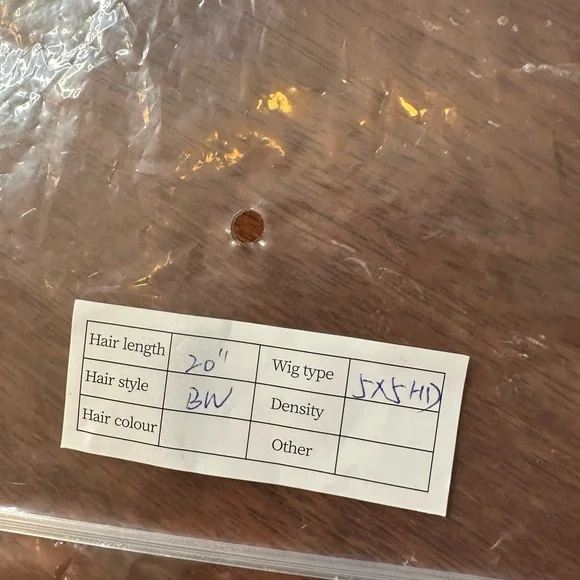 Hair length 20" Wig type 5X5 HD
Hair style BW Density
Hair colour Other